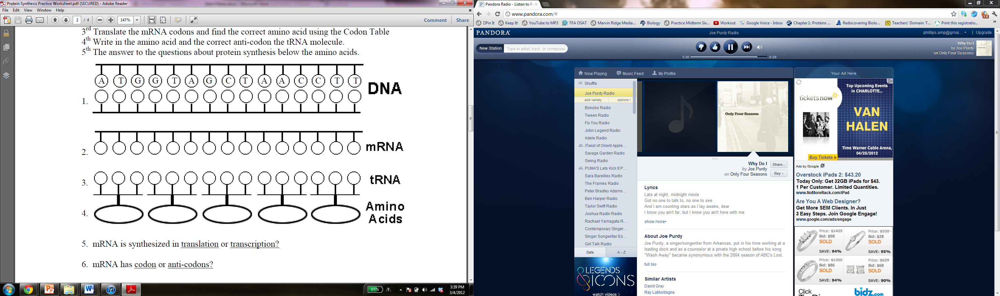 Protein Synthesis Practice Worksheet.pdf (SECURED) - Adobe Reader
File Edit View Window Help
2 / 4 147% Comment Share
3rd Translate the mRNA codons and find the correct amino acid using the Codon Table
4th Write in the amino acid and the correct anti-codon the tRNA molecule.
5th The answer to the questions about protein synthesis below the amino acids.
A T G G T A G C T A A C C T T
DNA
1.
2. mRNA
3. tRNA
4. Amino Acids
5. mRNA is synthesized in translation or transcription?
6. mRNA has codon or anti-codons?
65%
3:39 PM
3/4/2012
Pandora Radio - Listen to Fr
www.pandora.com/#
3.6
Pin It Keep It! YouTube to MP3 TFA OSAT Marvin Ridge Media... Biology Practice Midterm Six... Workout Google Voice - Inbox Chapter 1: Proteins ... Rediscovering Biolo... Teachers' Domain: T... Print this registratio... »
PANDORA Joe Purdy Radio phillips.amp@gmai... | Upgrade
New Station Type in artist, track, or composer
3:35 -0:29
Why Do I
by Joe Purdy
on Only Four Seasons
Now Playing Music Feed My Profile
Shuffle
Joe Purdy Radio
add variety options
Bonobo Radio
Tween Radio
Fix You Radio
John Legend Radio
Adele Radio
iTwist of Orient Apple...
Savage Garden Radio
Swing Radio
PUMA'S Lets Kick It P...
Sara Bareilles Radio
The Frames Radio
Peter Bradley Adams...
Ben Harper Radio
Taylor Swift Radio
Joshua Radin Radio
Rachael Yamagata R...
Contemporary Singer...
Singer Songwriter Es...
Girl Talk Radio
Date A - Z
LEGENDS
& ICONS
watch videos >
Only Four Seasons
Why Do I
by Joe Purdy
on Only Four Seasons
Share...
Buy
Lyrics
Late at night, midnight movie
Got no one to talk to, no one to see
And I am counting stars as I lay awake, dear
I know you ain't far, but I know you ain't here with me
show more
About Joe Purdy
Joe Purdy, a singer/songwriter from Arkansas, put in his time working at a
loading dock and as a counselor at a private high school before his song
"Wash Away" became synonymous with the 2004 season of ABC's Lost.
full bio
Similar Artists
David Gray
Ray LaMontagne
Your Ad Here
ticketsnow
Top Upcoming Events
in CHARLOTTE...
VAN
HALEN
Time Warner Cable Arena,
04/25/2012
Buy Tickets
Ads by Google
Overstock iPads 2: $43.20
Today Only: Get 32GB iPads for $43.
1 Per Customer. Limited Quantities.
www.NoMoreRack.com/iPad
Are You A Web Designer?
Get More SEM Clients. In Just
3 Easy Steps. Join Google Engage!
www.google.com/ads/engage
Price: $1439
Bid: $98
SOLD
SAVE: 94%
Price: $550
Bid: $28
SOLD
SAVE: 95%
Price: $1350
Bid: $86
SOLD
SAVE: 94%
Price: $629
Bid: $68
SOLD
SAVE: 90%
Click
bidz.com